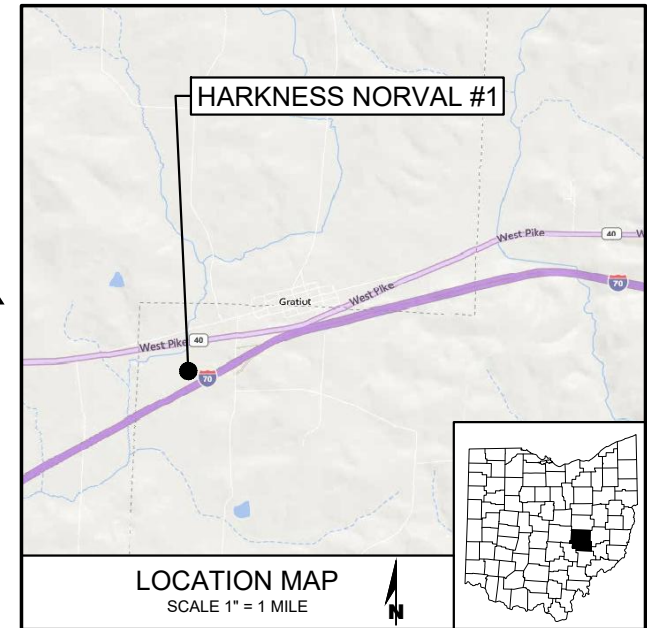 HARKNESS NORVAL #1
West Pike
40
W
70
Gratiot
West Pike
West Pike
40
70
LOCATION MAP
SCALE 1" = 1 MILE
N